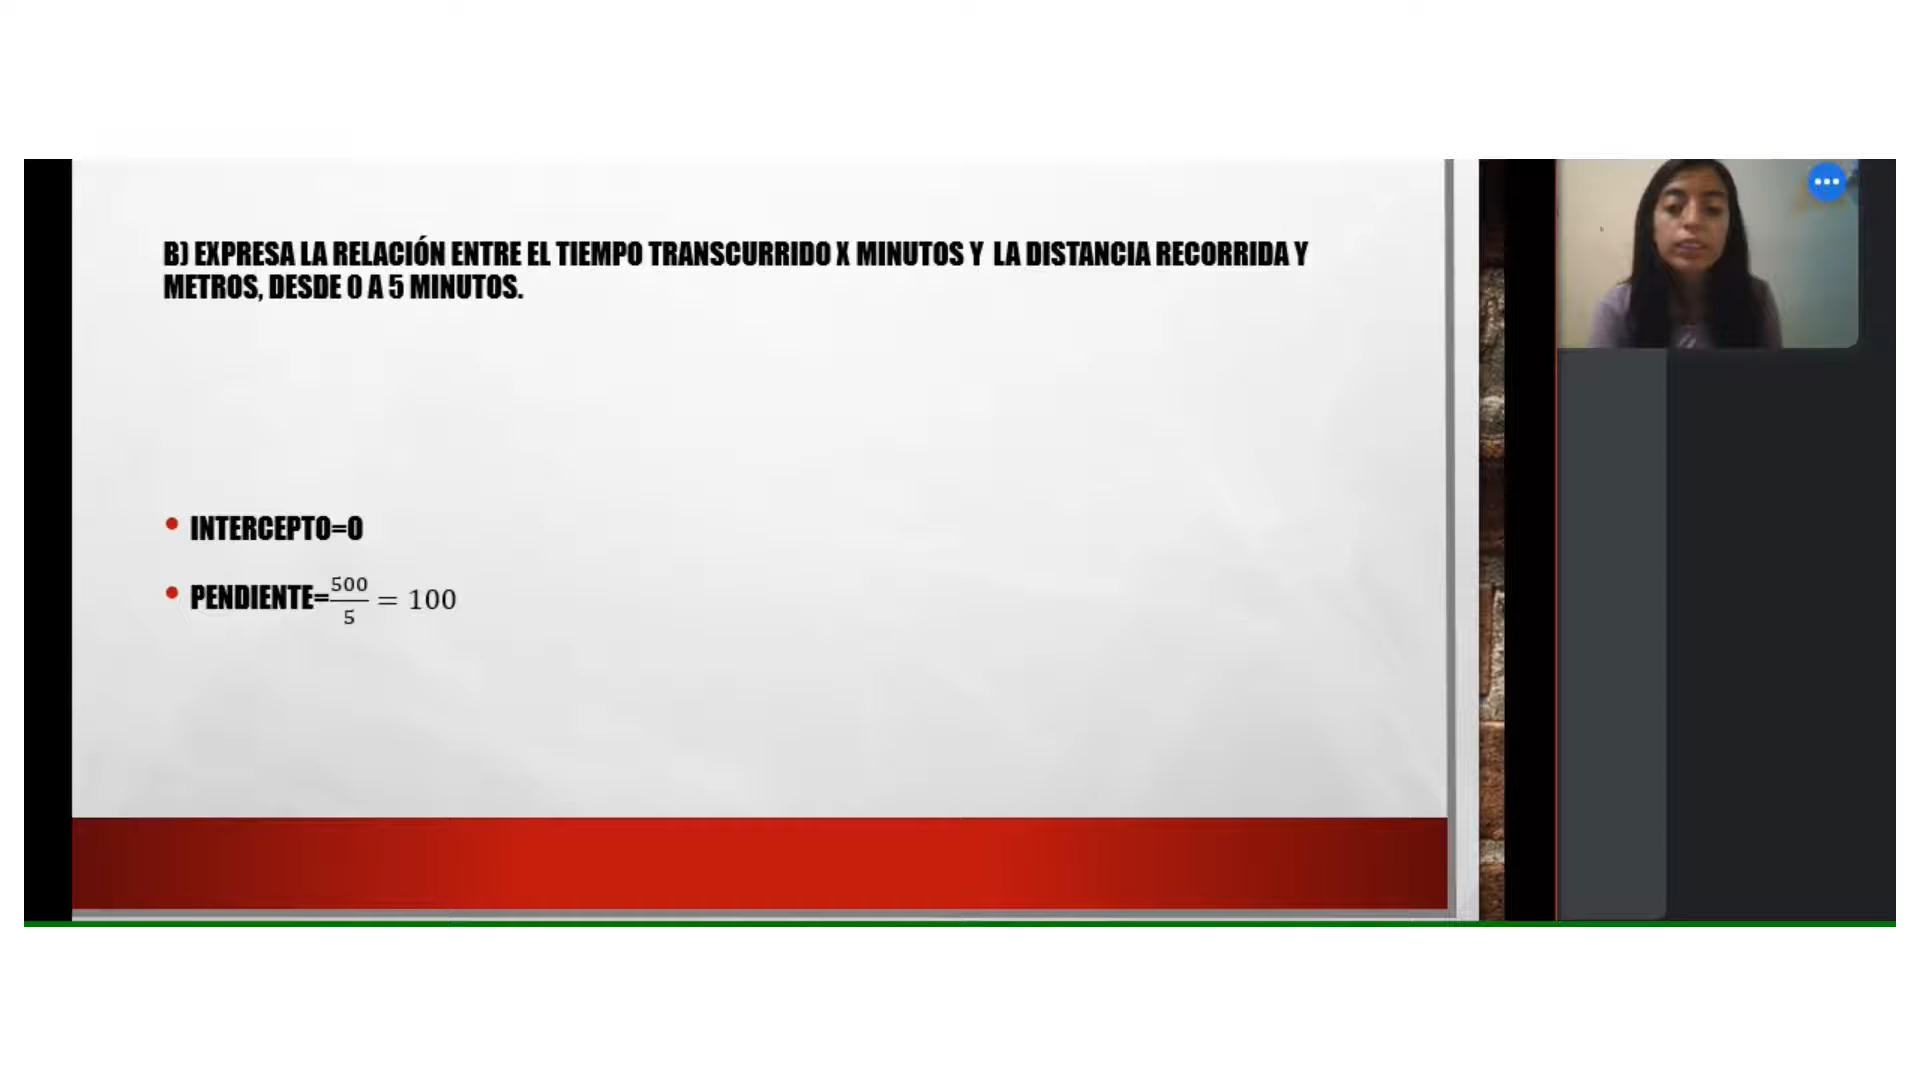 B) EXPRESA LA RELACIÓN ENTRE EL TIEMPO TRANSCURRIDO X MINUTOS Y LA DISTANCIA RECORRIDA Y
METROS, DESDE 0 A 5 MINUTOS.
• INTERCEPTO=0
• PENDIENTE=500/5 = 100